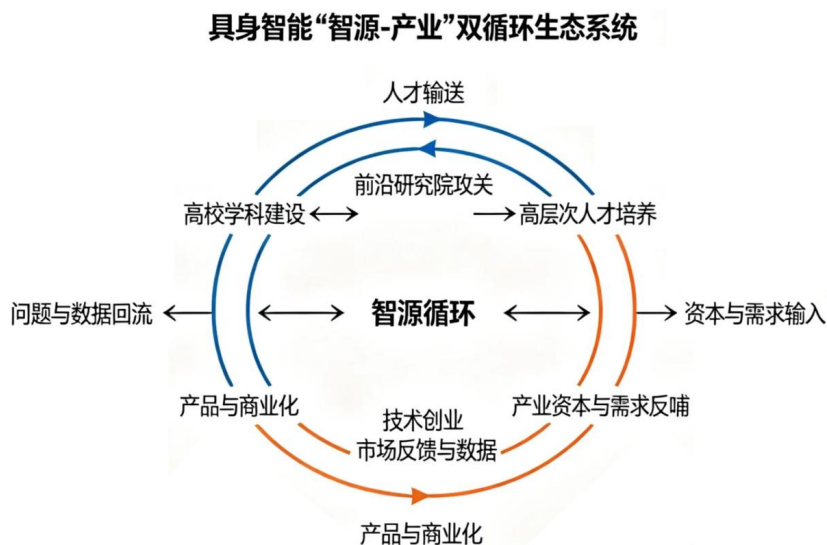 具身智能“智源-产业”双循环生态系统
人才输送
前沿研究院攻关
高校学科建设
高层次人才培养
问题与数据回流
智源循环
资本与需求输入
产品与商业化
技术创业
市场反馈与数据
产业资本与需求反哺
产品与商业化